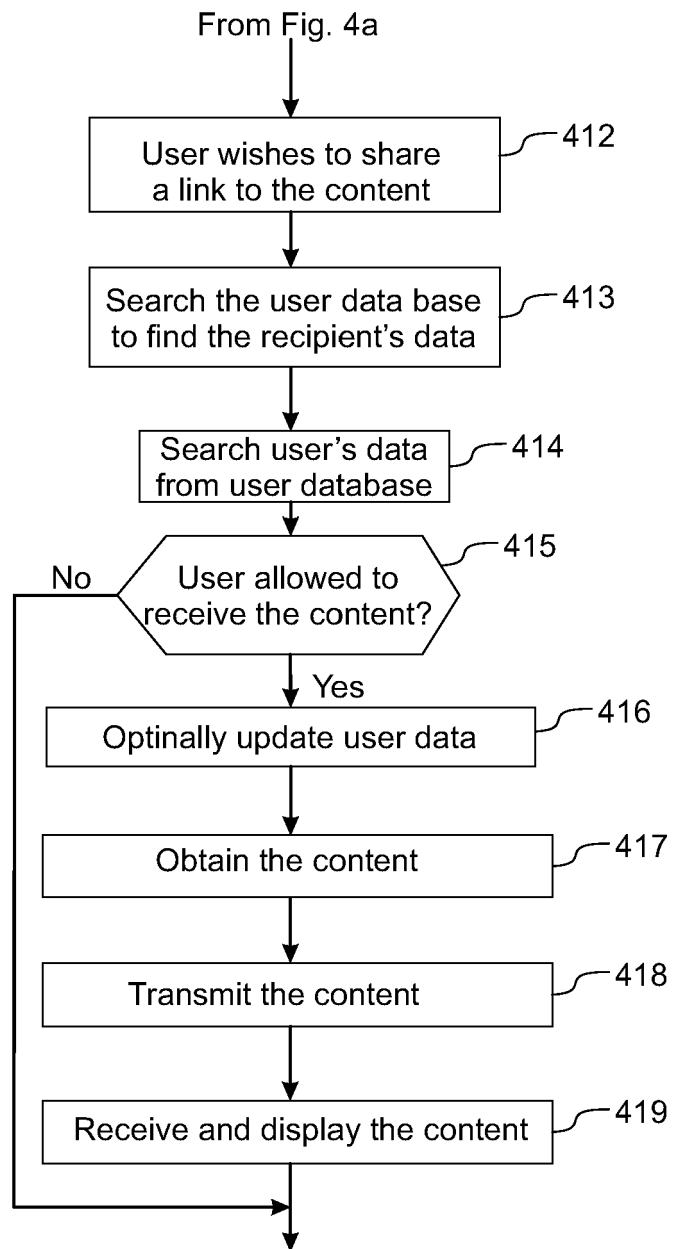 From Fig. 4a
User wishes to share
a link to the content
412
Search the user data base
to find the recipient's data
413
Search user's data
from user database
414
User allowed to
receive the content?
415
No
Yes
Optinally update user data
416
Obtain the content
417
Transmit the content
418
Receive and display the content
419